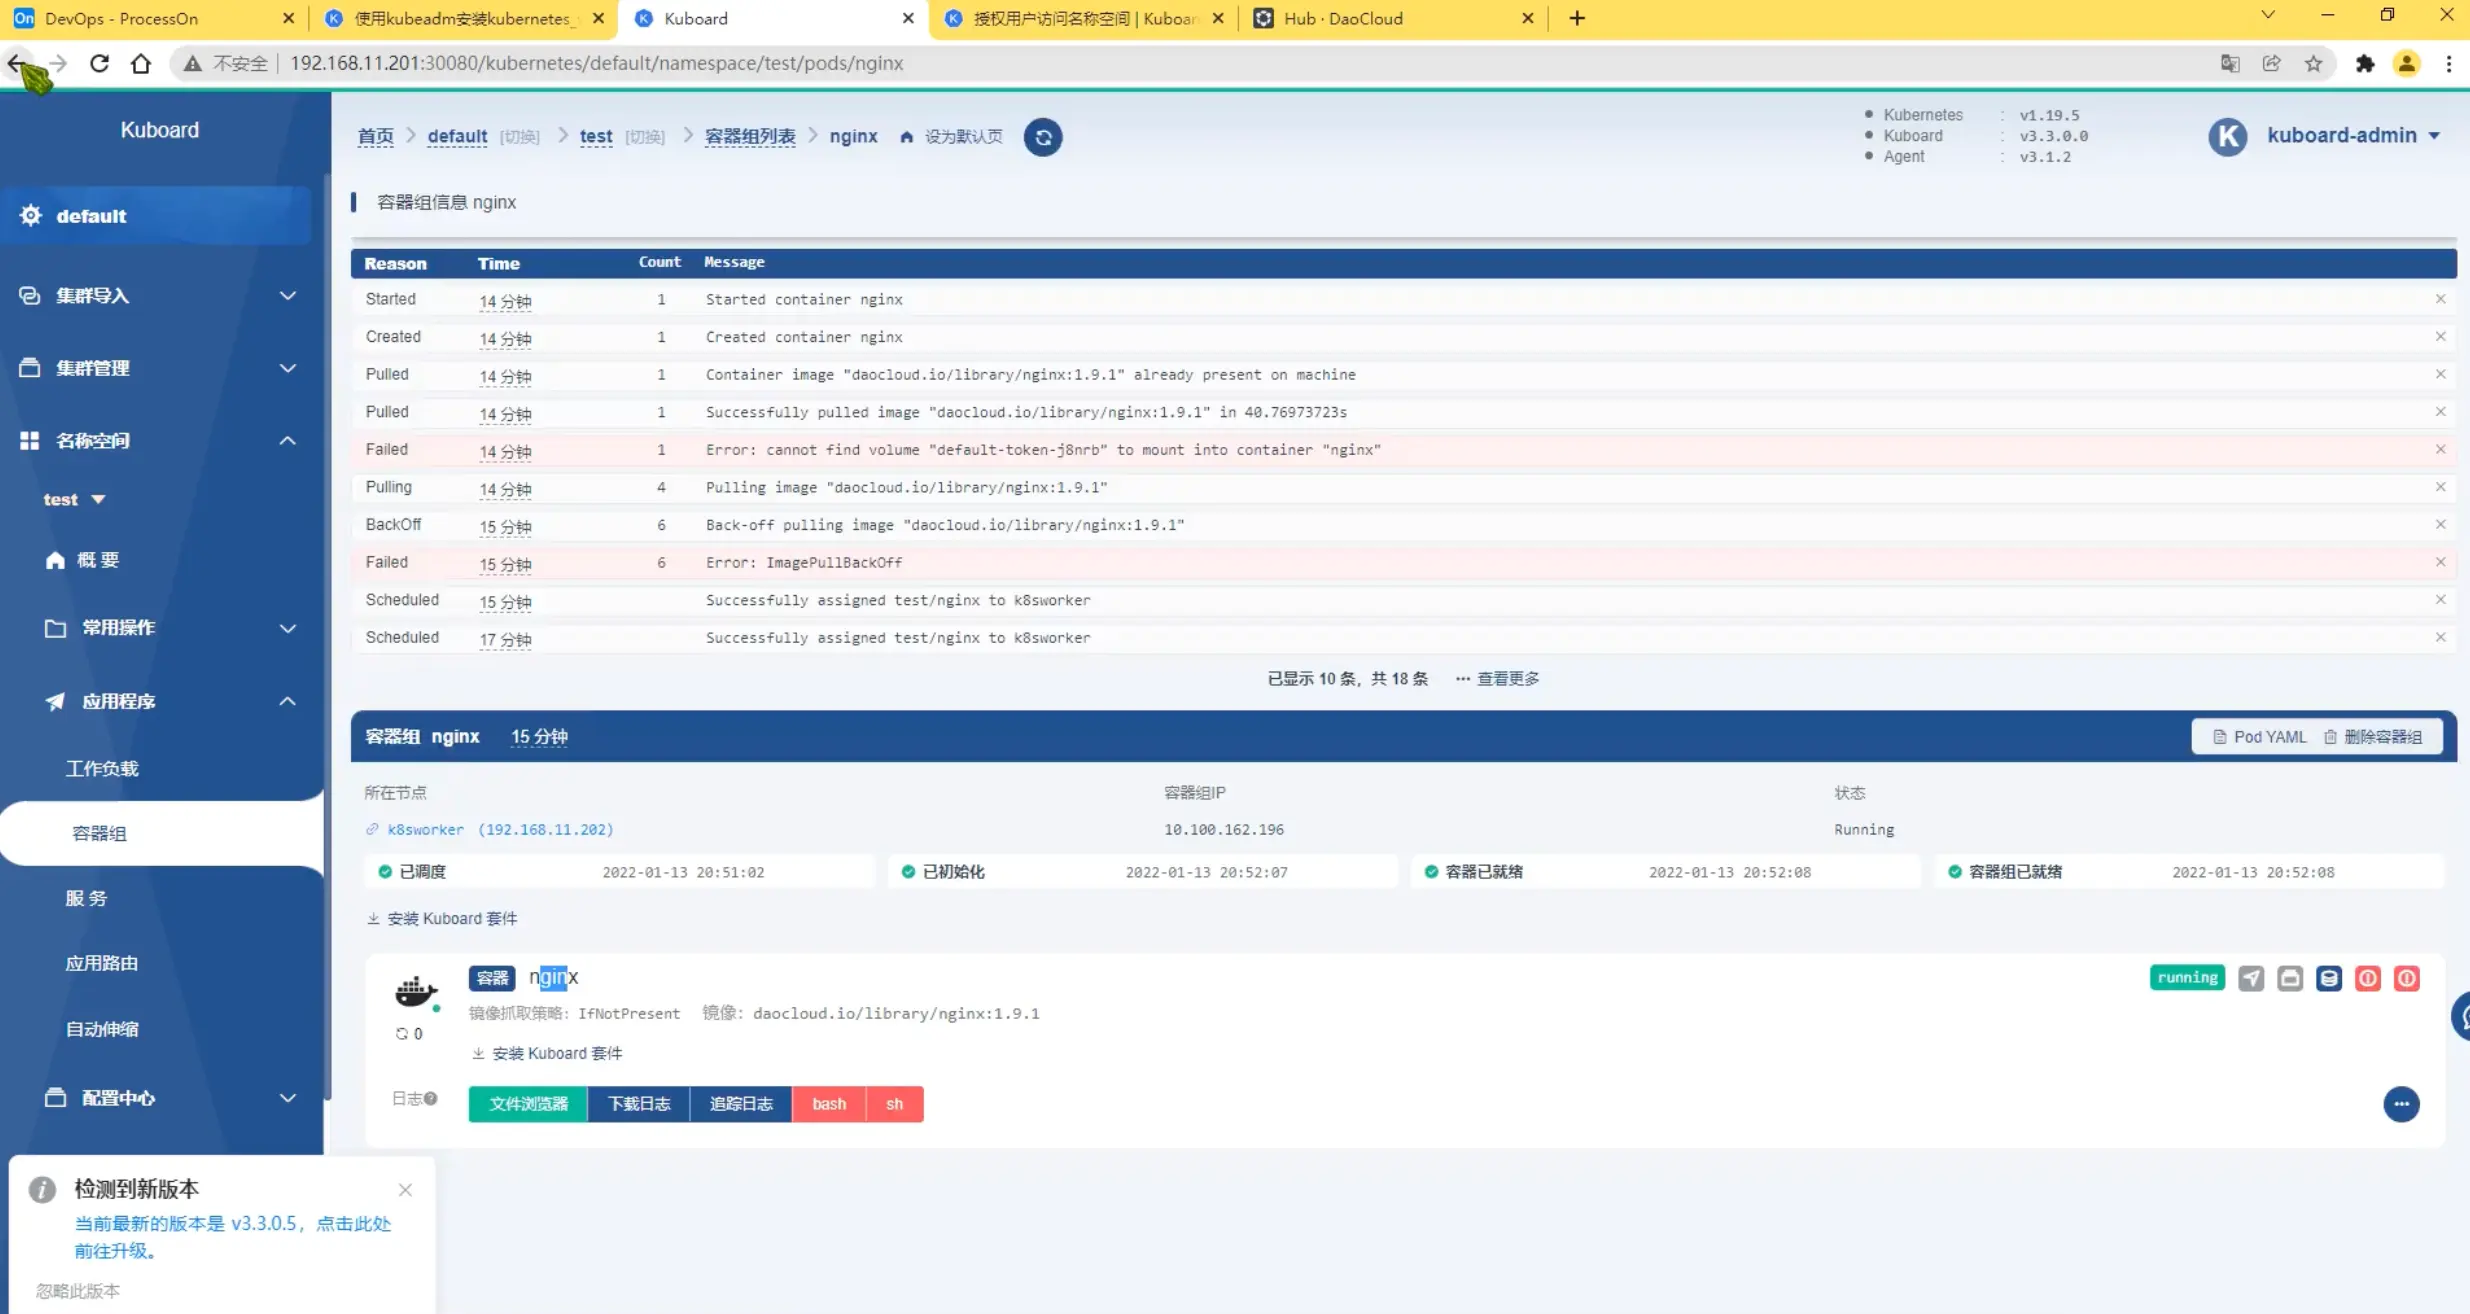 DevOps - ProcessOn
使用kubeadm安装kubernetes_
Kuboard
授权用户访问名称空间 | Kuboar
Hub · DaoCloud
不安全 192.168.11.201:30080/kubernetes/default/namespace/test/pods/nginx
Kuboard
首页 > default [切换] > test [切换] > 容器组列表 > nginx 设为默认页
Kubernetes : v1.19.5
Kuboard : v3.3.0.0
Agent : v3.1.2
K kuboard-admin
default
集群导入
集群管理
名称空间
test
概 要
常用操作
应用程序
工作负载
容器组
服 务
应用路由
自动伸缩
配置中心
容器组信息 nginx
Reason Time Count Message
Started 14 分钟 1 Started container nginx
Created 14 分钟 1 Created container nginx
Pulled 14 分钟 1 Container image "daocloud.io/library/nginx:1.9.1" already present on machine
Pulled 14 分钟 1 Successfully pulled image "daocloud.io/library/nginx:1.9.1" in 40.76973723s
Failed 14 分钟 1 Error: cannot find volume "default-token-j8nrb" to mount into container "nginx"
Pulling 14 分钟 4 Pulling image "daocloud.io/library/nginx:1.9.1"
BackOff 15 分钟 6 Back-off pulling image "daocloud.io/library/nginx:1.9.1"
Failed 15 分钟 6 Error: ImagePullBackOff
Scheduled 15 分钟 Successfully assigned test/nginx to k8sworker
Scheduled 17 分钟 Successfully assigned test/nginx to k8sworker
已显示 10 条，共 18 条 ··· 查看更多
容器组 nginx 15 分钟 Pod YAML 删除容器组
所在节点 容器组IP 状态
k8sworker (192.168.11.202) 10.100.162.196 Running
已调度 2022-01-13 20:51:02 已初始化 2022-01-13 20:52:07 容器已就绪 2022-01-13 20:52:08 容器组已就绪 2022-01-13 20:52:08
安装 Kuboard 套件
容器 nginx running
镜像抓取策略: IfNotPresent 镜像: daocloud.io/library/nginx:1.9.1
0
安装 Kuboard 套件
日志 文件浏览器 下载日志 追踪日志 bash sh
检测到新版本
当前最新的版本是 v3.3.0.5，点击此处
前往升级。
忽略此版本